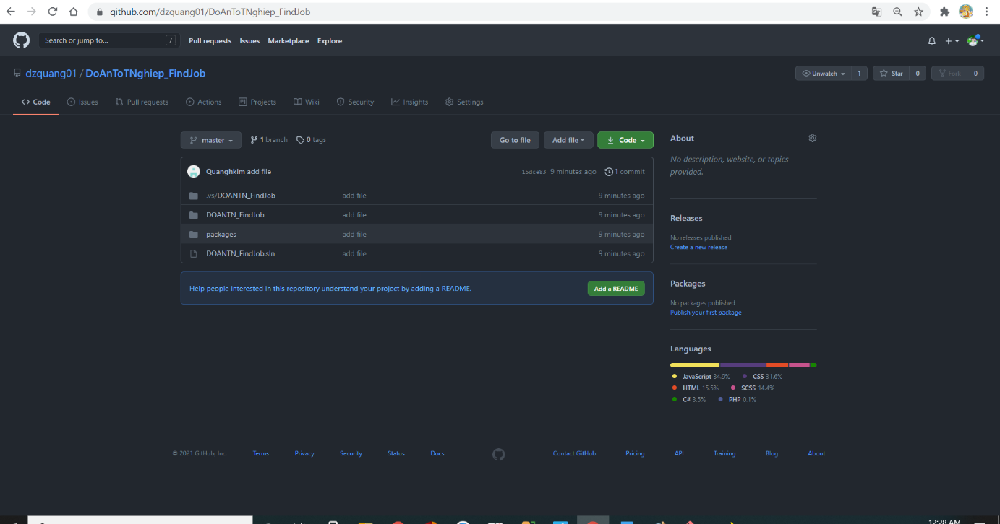 github.com/dzquang01/DoAnToTNghiep_FindJob
Search or jump to... /
Pull requests Issues Marketplace Explore
dzquang01 / DoAnToTNghiep_FindJob
Unwatch 1 Star 0 Fork 0
Code Issues Pull requests Actions Projects Wiki Security Insights Settings
master 1 branch 0 tags Go to file Add file Code
Quanghkim add file 15dce83 9 minutes ago 1 commit
.vs/DOANTN_FindJob add file 9 minutes ago
DOANTN_FindJob add file 9 minutes ago
packages add file 9 minutes ago
DOANTN_FindJob.sln add file 9 minutes ago
Help people interested in this repository understand your project by adding a README. Add a README
About
No description, website, or topics
provided.
Releases
No releases published
Create a new release
Packages
No packages published
Publish your first package
Languages
JavaScript 34.9% CSS 31.6%
HTML 15.5% SCSS 14.4%
C# 3.5% PHP 0.1%
© 2021 GitHub, Inc. Terms Privacy Security Status Docs Contact GitHub Pricing API Training Blog About
12:28 AM